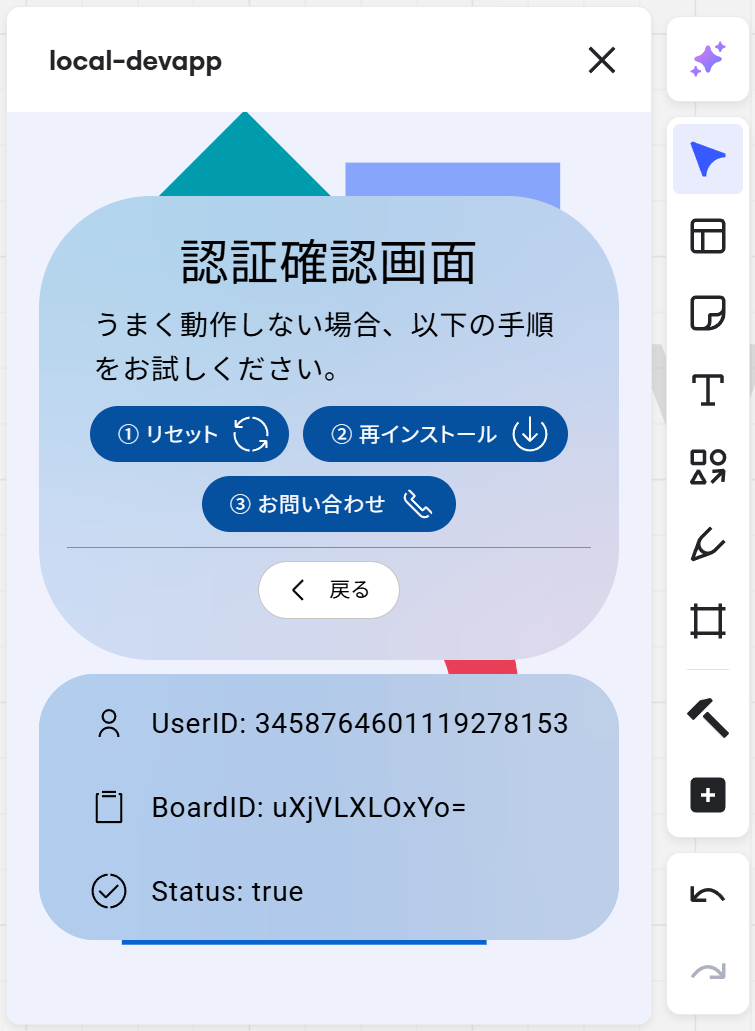 local-devapp
認証確認画面
うまく動作しない場合、以下の手順
をお試しください。
① リセット
② 再インストール
③ お問い合わせ
戻る
UserID: 3458764601119278153
BoardID: uXjVLXLOxYo=
Status: true